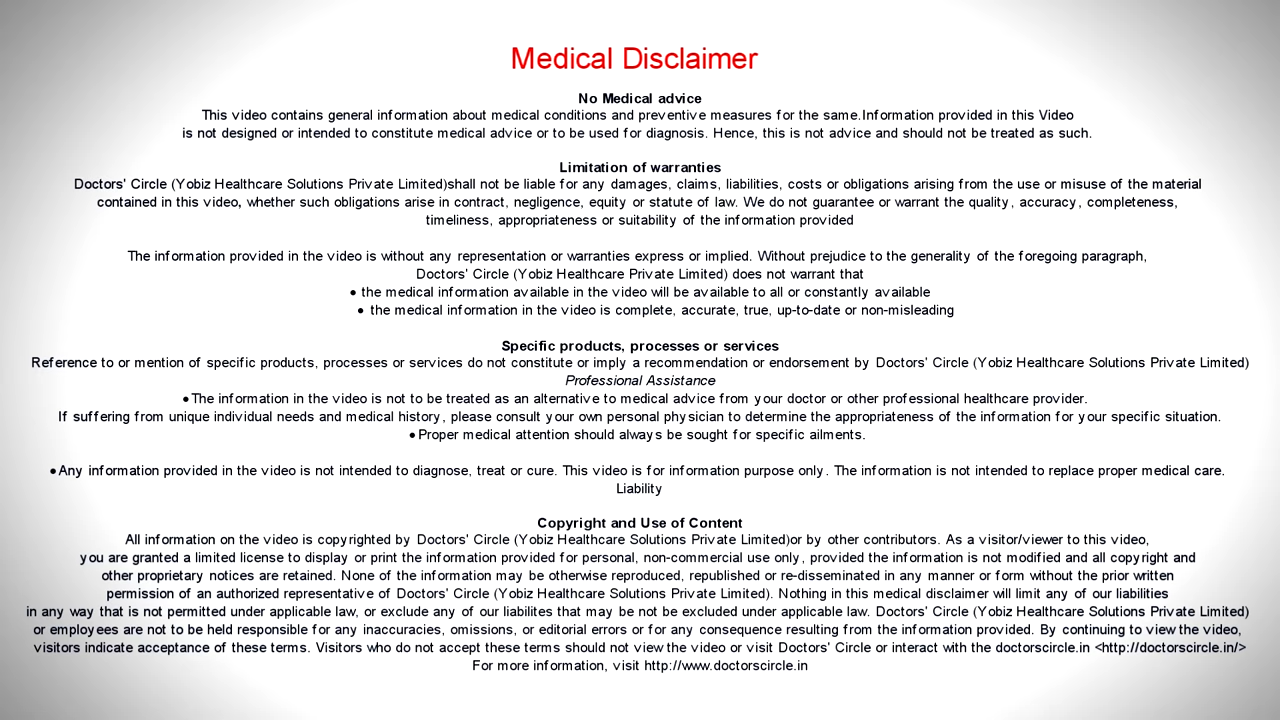 Medical Disclaimer
No Medical advice
This video contains general information about medical conditions and preventive measures for the same.Information provided in this Video
is not designed or intended to constitute medical advice or to be used for diagnosis. Hence, this is not advice and should not be treated as such.
Limitation of warranties
Doctors' Circle (Yobiz Healthcare Solutions Private Limited)shall not be liable for any damages, claims, liabilities, costs or obligations arising from the use or misuse of the material
contained in this video, whether such obligations arise in contract, negligence, equity or statute of law. We do not guarantee or warrant the quality, accuracy, completeness,
timeliness, appropriateness or suitability of the information provided
The information provided in the video is without any representation or warranties express or implied. Without prejudice to the generality of the foregoing paragraph,
Doctors' Circle (Yobiz Healthcare Private Limited) does not warrant that
● the medical information available in the video will be available to all or constantly available
● the medical information in the video is complete, accurate, true, up-to-date or non-misleading
Specific products, processes or services
Reference to or mention of specific products, processes or services do not constitute or imply a recommendation or endorsement by Doctors' Circle (Yobiz Healthcare Solutions Private Limited)
Professional Assistance
●The information in the video is not to be treated as an alternative to medical advice from your doctor or other professional healthcare provider.
If suffering from unique individual needs and medical history, please consult your own personal physician to determine the appropriateness of the information for your specific situation.
●Proper medical attention should always be sought for specific ailments.
●Any information provided in the video is not intended to diagnose, treat or cure. This video is for information purpose only. The information is not intended to replace proper medical care.
Liability
Copyright and Use of Content
All information on the video is copyrighted by Doctors' Circle (Yobiz Healthcare Solutions Private Limited)or by other contributors. As a visitor/viewer to this video,
you are granted a limited license to display or print the information provided for personal, non-commercial use only, provided the information is not modified and all copyright and
other proprietary notices are retained. None of the information may be otherwise reproduced, republished or re-disseminated in any manner or form without the prior written
permission of an authorized representative of Doctors' Circle (Yobiz Healthcare Solutions Private Limited). Nothing in this medical disclaimer will limit any of our liabilities
in any way that is not permitted under applicable law, or exclude any of our liabilites that may be not be excluded under applicable law. Doctors' Circle (Yobiz Healthcare Solutions Private Limited)
or employees are not to be held responsible for any inaccuracies, omissions, or editorial errors or for any consequence resulting from the information provided. By continuing to view the video,
visitors indicate acceptance of these terms. Visitors who do not accept these terms should not view the video or visit Doctors' Circle or interact with the doctorscircle.in <http://doctorscircle.in/>
For more information, visit http://www.doctorscircle.in